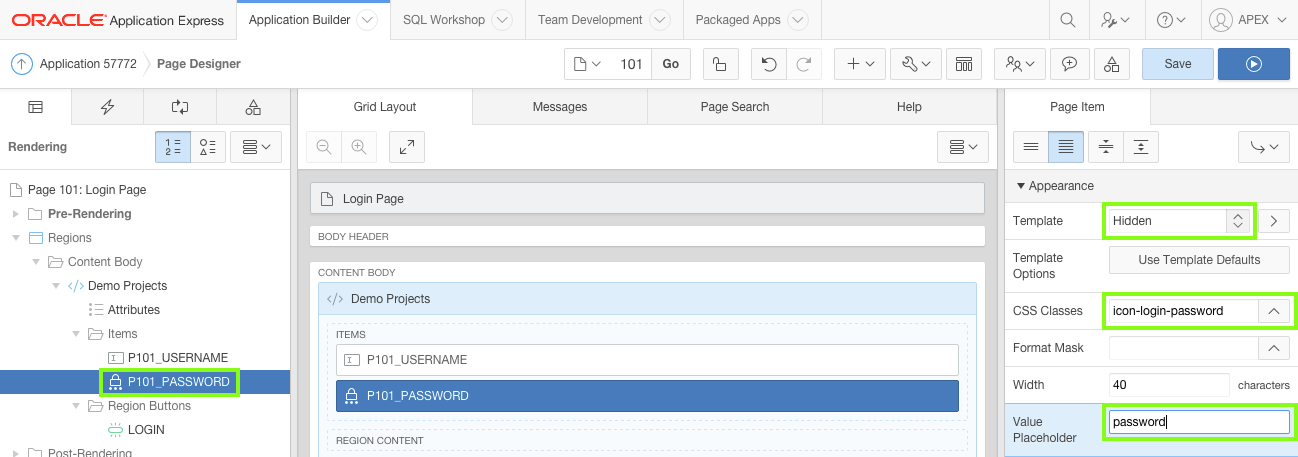 ORACLE Application Express Application Builder SQL Workshop Team Development Packaged Apps APEX
Application 57772 Page Designer 101 Go Save
Grid Layout Messages Page Search Help Page Item
Rendering
Page 101: Login Page
Pre-Rendering
Regions
Content Body
Demo Projects
Attributes
Items
P101_USERNAME
P101_PASSWORD
Region Buttons
LOGIN
Post-Rendering
Login Page
BODY HEADER
CONTENT BODY
Demo Projects
ITEMS
P101_USERNAME
P101_PASSWORD
REGION CONTENT
Appearance
Template Hidden
Template
Options
Use Template Defaults
CSS Classes icon-login-password
Format Mask
Width 40 characters
Value
Placeholder
password